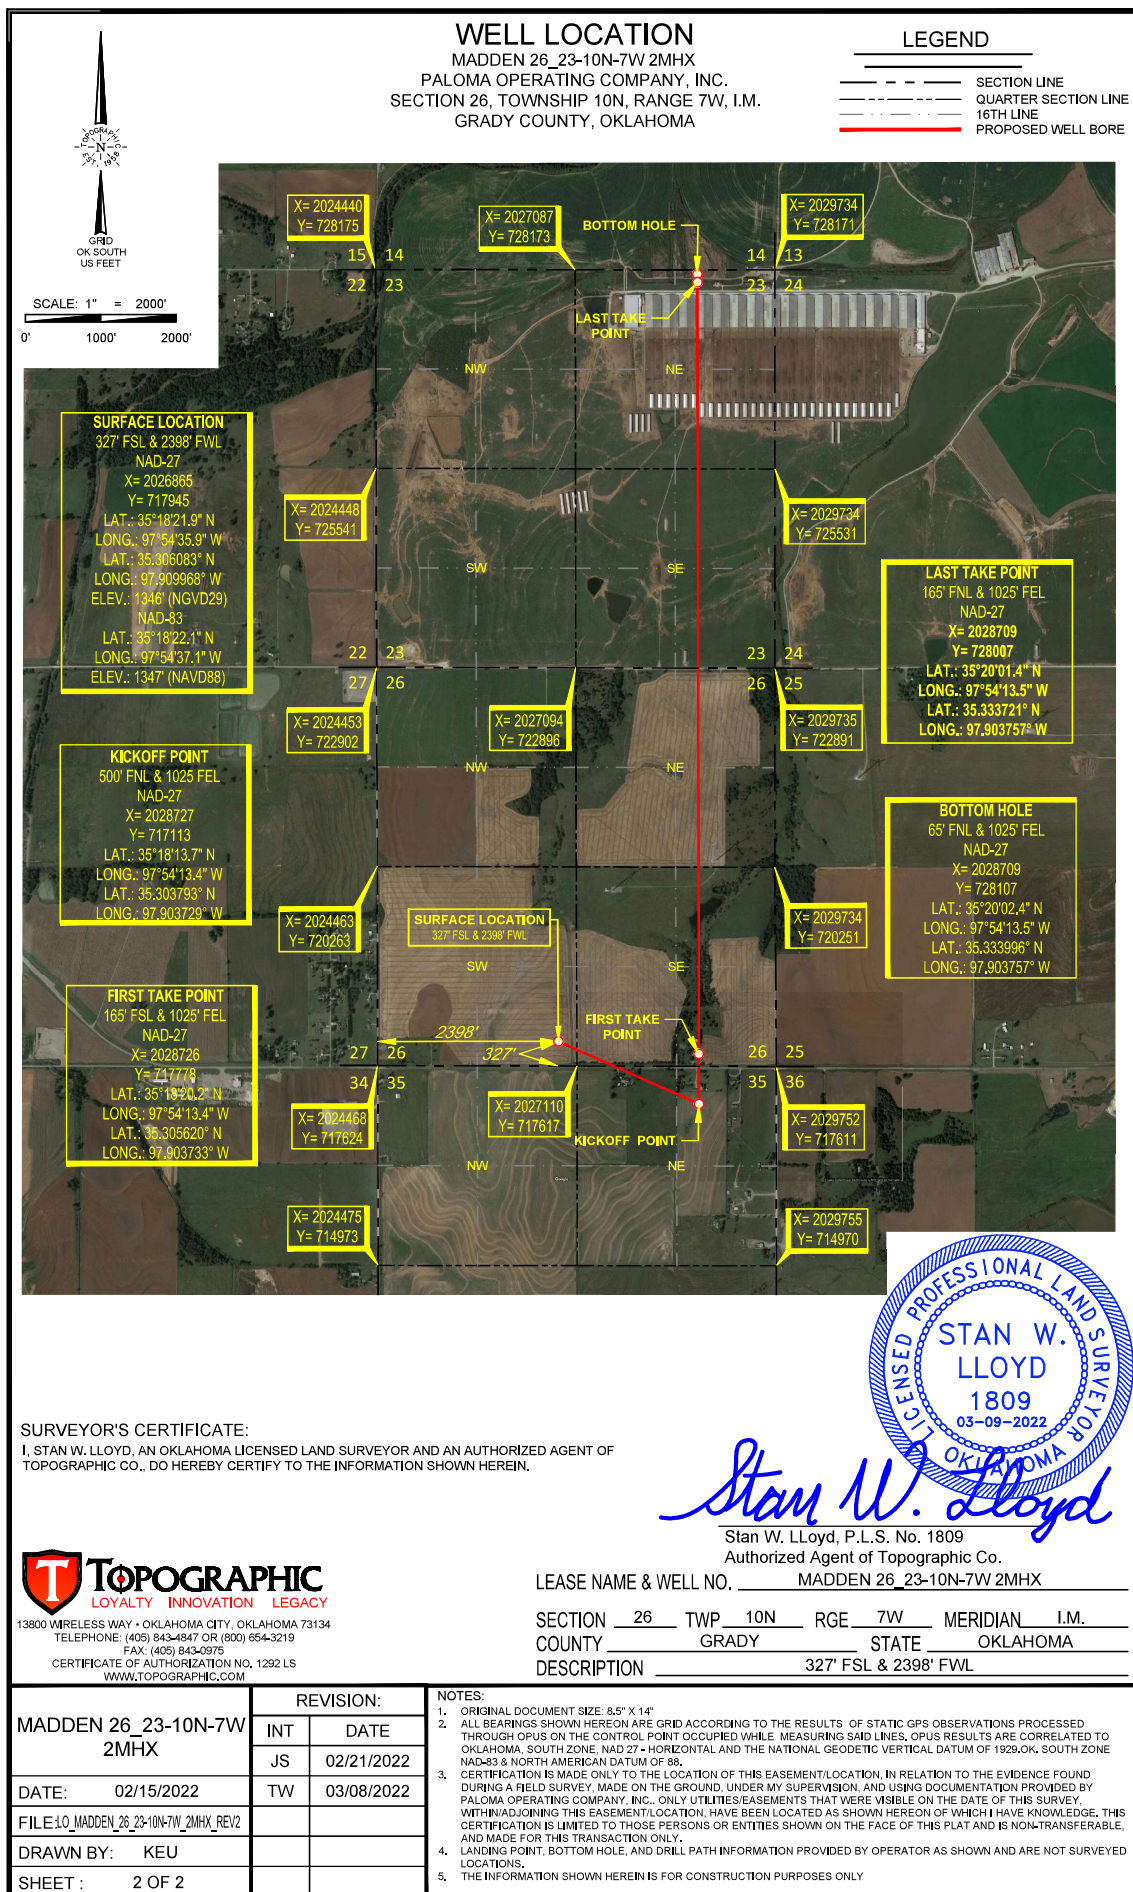 WELL LOCATION
MADDEN 26_23-10N-7W 2MHX
PALOMA OPERATING COMPANY, INC.
SECTION 26, TOWNSHIP 10N, RANGE 7W, I.M.
GRADY COUNTY, OKLAHOMA
LEGEND
SECTION LINE
QUARTER SECTION LINE
16TH LINE
PROPOSED WELL BORE
TOPOGRAPHIC
N
EST. 1958
GRID
OK SOUTH
US FEET
SCALE: 1" = 2000'
0' 1000' 2000'
X= 2024440
Y= 728175
X= 2027087
Y= 728173
BOTTOM HOLE
X= 2029734
Y= 728171
15 14
14 13
22 23
23 24
LAST TAKE
POINT
NW
NE
SURFACE LOCATION
327' FSL & 2398' FWL
NAD-27
X= 2026865
Y= 717945
LAT.: 35°18'21.9" N
LONG.: 97°54'35.9" W
LAT.: 35.306083° N
LONG.: 97.909968° W
ELEV.: 1346' (NGVD29)
NAD-83
LAT.: 35°18'22.1" N
LONG.: 97°54'37.1" W
ELEV.: 1347' (NAVD88)
X= 2024448
Y= 725541
X= 2029734
Y= 725531
SW
SE
LAST TAKE POINT
165' FNL & 1025' FEL
NAD-27
X= 2028709
Y= 728007
LAT.: 35°20'01.4" N
LONG.: 97°54'13.5" W
LAT.: 35.333721° N
LONG.: 97.903757° W
22 23
23 24
27 26
26 25
X= 2024453
Y= 722902
X= 2027094
Y= 722896
X= 2029735
Y= 722891
KICKOFF POINT
500' FNL & 1025 FEL
NAD-27
X= 2028727
Y= 717113
LAT.: 35°18'13.7" N
LONG.: 97°54'13.4" W
LAT.: 35.303793° N
LONG.: 97.903729° W
NW
NE
BOTTOM HOLE
65' FNL & 1025' FEL
NAD-27
X= 2028709
Y= 728107
LAT.: 35°20'02.4" N
LONG.: 97°54'13.5" W
LAT.: 35.333996° N
LONG.: 97.903757° W
X= 2024463
Y= 720263
SURFACE LOCATION
327' FSL & 2398' FWL
X= 2029734
Y= 720251
SW
SE
FIRST TAKE POINT
165' FSL & 1025' FEL
NAD-27
X= 2028726
Y= 717778
LAT.: 35°18'20.2" N
LONG.: 97°54'13.4" W
LAT.: 35.305620° N
LONG.: 97.903733° W
FIRST TAKE
POINT
2398'
327'
27 26
26 25
34 35
35 36
X= 2024468
Y= 717624
X= 2027110
Y= 717617
KICKOFF POINT
X= 2029752
Y= 717611
NW
NE
Google
X= 2024475
Y= 714973
X= 2029755
Y= 714970
LICENSED PROFESSIONAL LAND SURVEYOR
STAN W.
LLOYD
1809
03-09-2022
OKLAHOMA
SURVEYOR'S CERTIFICATE:
I, STAN W. LLOYD, AN OKLAHOMA LICENSED LAND SURVEYOR AND AN AUTHORIZED AGENT OF
TOPOGRAPHIC CO., DO HEREBY CERTIFY TO THE INFORMATION SHOWN HEREIN.
Stan W. Lloyd
Stan W. LLoyd, P.L.S. No. 1809
Authorized Agent of Topographic Co.
T TOPOGRAPHIC
LOYALTY INNOVATION LEGACY
13800 WIRELESS WAY • OKLAHOMA CITY, OKLAHOMA 73134
TELEPHONE: (405) 843-4847 OR (800) 654-3219
FAX: (405) 843-0975
CERTIFICATE OF AUTHORIZATION NO. 1292 LS
WWW.TOPOGRAPHIC.COM
LEASE NAME & WELL NO. MADDEN 26_23-10N-7W 2MHX
SECTION 26 TWP 10N RGE 7W MERIDIAN I.M.
COUNTY GRADY STATE OKLAHOMA
DESCRIPTION 327' FSL & 2398' FWL
MADDEN 26_23-10N-7W
2MHX
REVISION:
INT DATE
JS 02/21/2022
DATE: 02/15/2022
TW 03/08/2022
FILE:LO_MADDEN_26_23-10N-7W_2MHX_REV2
DRAWN BY: KEU
SHEET : 2 OF 2
NOTES:
1. ORIGINAL DOCUMENT SIZE: 8.5" X 14"
2. ALL BEARINGS SHOWN HEREON ARE GRID ACCORDING TO THE RESULTS OF STATIC GPS OBSERVATIONS PROCESSED
THROUGH OPUS ON THE CONTROL POINT OCCUPIED WHILE MEASURING SAID LINES. OPUS RESULTS ARE CORRELATED TO
OKLAHOMA, SOUTH ZONE, NAD 27 - HORIZONTAL AND THE NATIONAL GEODETIC VERTICAL DATUM OF 1929.OK. SOUTH ZONE
NAD-83 & NORTH AMERICAN DATUM OF 88.
3. CERTIFICATION IS MADE ONLY TO THE LOCATION OF THIS EASEMENT/LOCATION, IN RELATION TO THE EVIDENCE FOUND
DURING A FIELD SURVEY, MADE ON THE GROUND, UNDER MY SUPERVISION, AND USING DOCUMENTATION PROVIDED BY
PALOMA OPERATING COMPANY, INC.. ONLY UTILITIES/EASEMENTS THAT WERE VISIBLE ON THE DATE OF THIS SURVEY,
WITHIN/ADJOINING THIS EASEMENT/LOCATION, HAVE BEEN LOCATED AS SHOWN HEREON OF WHICH I HAVE KNOWLEDGE. THIS
CERTIFICATION IS LIMITED TO THOSE PERSONS OR ENTITIES SHOWN ON THE FACE OF THIS PLAT AND IS NON-TRANSFERABLE,
AND MADE FOR THIS TRANSACTION ONLY.
4. LANDING POINT, BOTTOM HOLE, AND DRILL PATH INFORMATION PROVIDED BY OPERATOR AS SHOWN AND ARE NOT SURVEYED
LOCATIONS.
5. THE INFORMATION SHOWN HEREIN IS FOR CONSTRUCTION PURPOSES ONLY